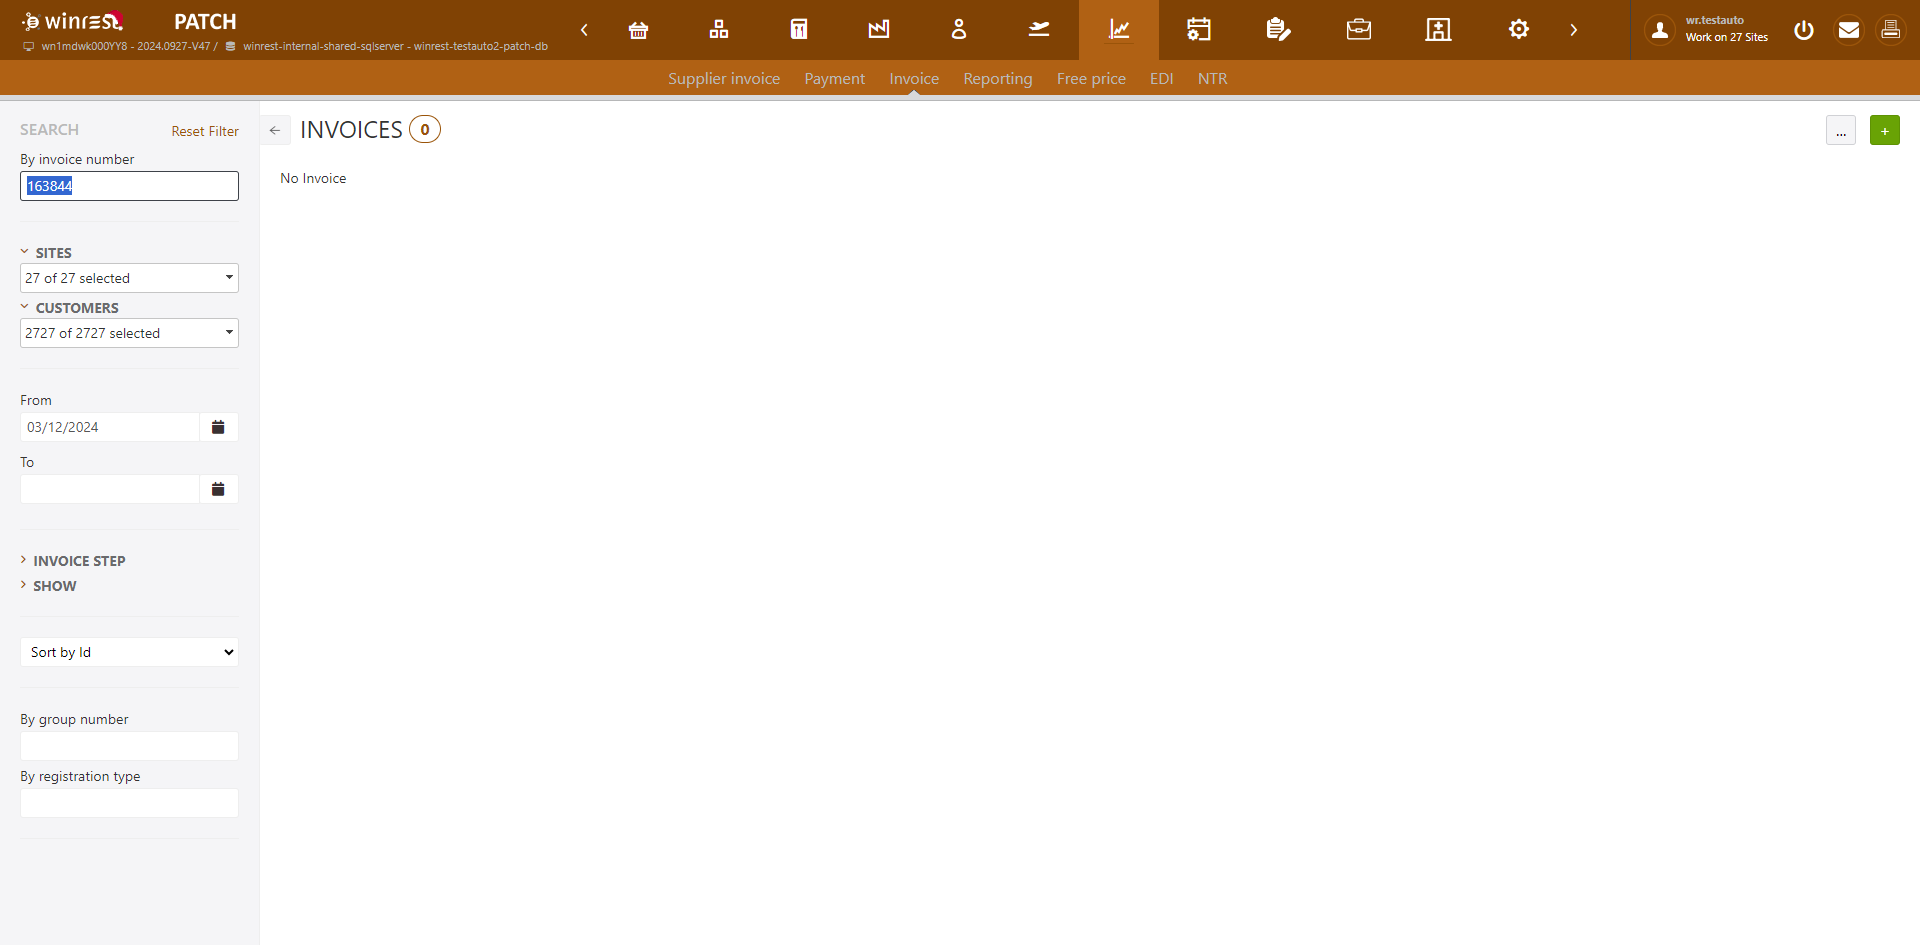 winrest PATCH
wn1mdwk000YY8 - 2024.0927-V47 / winrest-internal-shared-sqlserver - winrest-testauto2-patch-db
wr.testauto
Work on 27 Sites
Supplier invoice Payment Invoice Reporting Free price EDI NTR
SEARCH Reset Filter
By invoice number
163844
SITES
27 of 27 selected
CUSTOMERS
2727 of 2727 selected
From
03/12/2024
To
INVOICE STEP
SHOW
Sort by Id
By group number
By registration type
INVOICES 0
... +
No Invoice